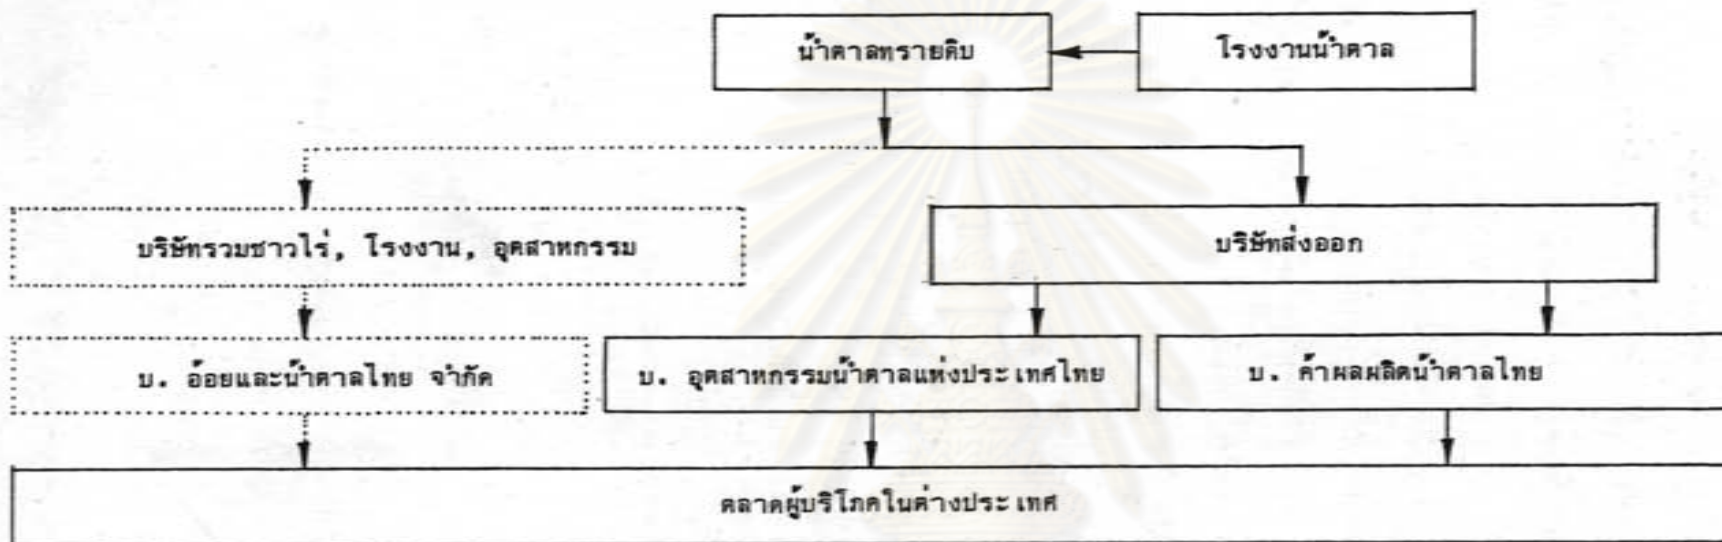 น้ำตาลทรายดิบ
โรงงานน้ำตาล
บริษัทรวมชาวไร่, โรงงาน, อุตสาหกรรม
บริษัทส่งออก
บ. อ้อยและน้ำตาลไทย จำกัด
บ. อุตสาหกรรมน้ำตาลแห่งประเทศไทย
บ. ค้าผลผลิตน้ำตาลไทย
ตลาดผู้บริโภคในต่างประเทศ